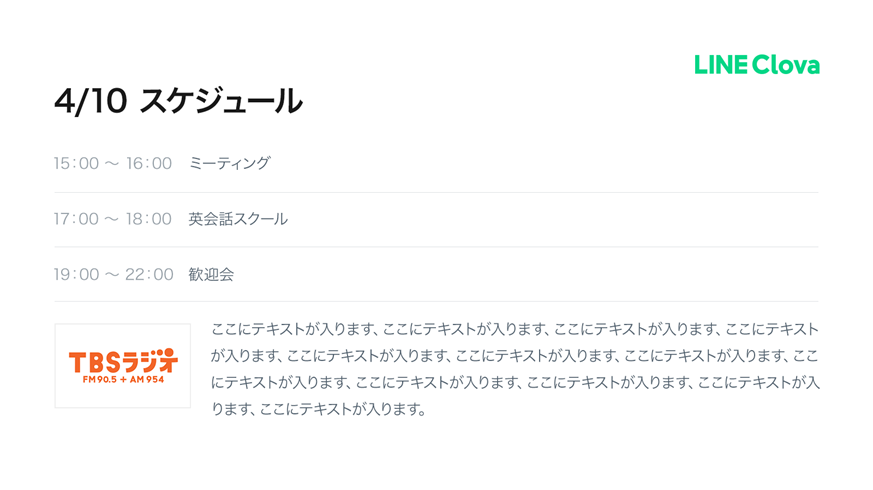 LINE Clova
4/10 スケジュール
15:00 〜 16:00 ミーティング
17:00 〜 18:00 英会話スクール
19:00 〜 22:00 歓迎会
TBSラジオ
FM90.5 + AM954
ここにテキストが入ります、ここにテキストが入ります、ここにテキストが入ります、ここにテキスト
が入ります、ここにテキストが入ります、ここにテキストが入ります、ここにテキストが入ります、ここ
にテキストが入ります、ここにテキストが入ります、ここにテキストが入ります、ここにテキストが入
ります、ここにテキストが入ります。